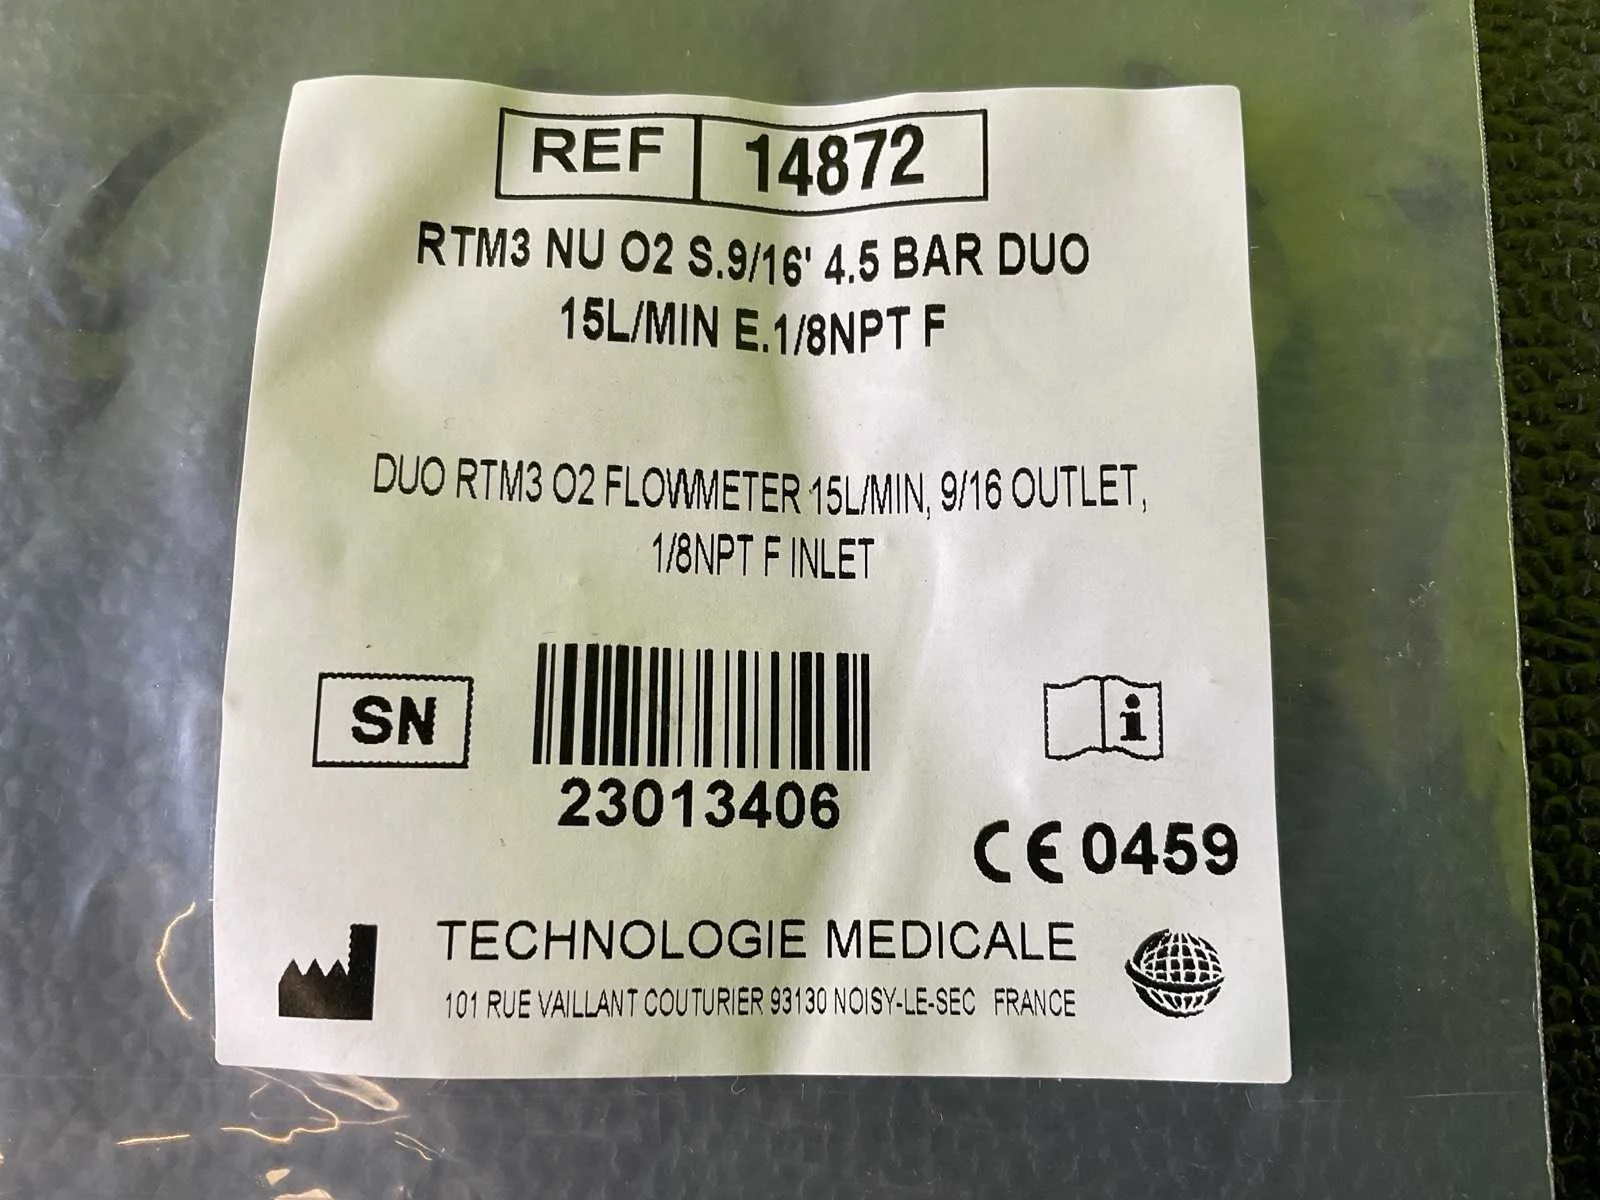 REF 14872
RTM3 NU O2 S.9/16' 4.5 BAR DUO
15L/MIN E.1/8NPT F
DUO RTM3 O2 FLOWMETER 15L/MIN, 9/16 OUTLET,
1/8NPT F INLET
SN
i
23013406
CE 0459
TECHNOLOGIE MEDICALE
101 RUE VAILLANT COUTURIER 93130 NOISY-LE-SEC FRANCE